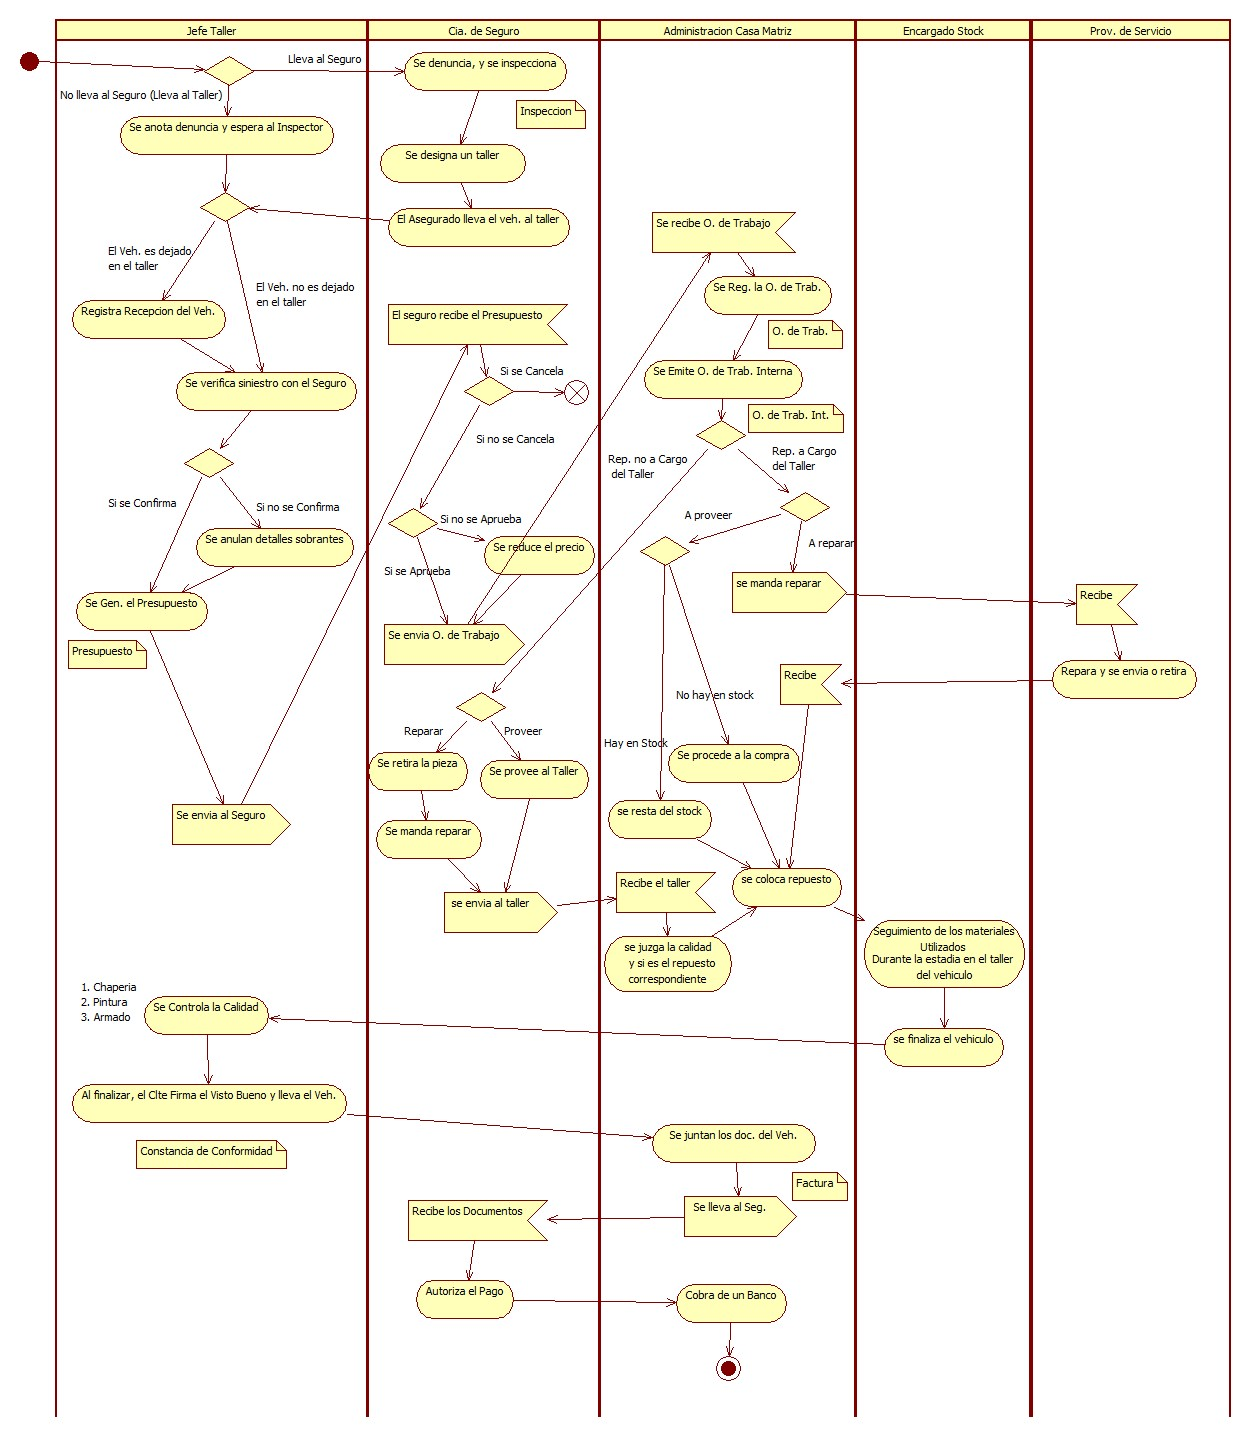 Jefe Taller
Cia. de Seguro
Administracion Casa Matriz
Encargado Stock
Prov. de Servicio
Lleva al Seguro
Se denuncia, y se inspecciona
No lleva al Seguro (Lleva al Taller)
Inspeccion
Se anota denuncia y espera al Inspector
Se designa un taller
El Asegurado lleva el veh. al taller
Se recibe O. de Trabajo
El Veh. es dejado
en el taller
El Veh. no es dejado
en el taller
Se Reg. la O. de Trab.
Registra Recepcion del Veh.
El seguro recibe el Presupuesto
O. de Trab.
Se verifica siniestro con el Seguro
Si se Cancela
Se Emite O. de Trab. Interna
O. de Trab. Int.
Si no se Cancela
Rep. no a Cargo
del Taller
Rep. a Cargo
del Taller
Si se Confirma
Si no se Confirma
Si no se Aprueba
A proveer
Se anulan detalles sobrantes
Se reduce el precio
A reparar
Si se Aprueba
se manda reparar
Recibe
Se Gen. el Presupuesto
Se envia O. de Trabajo
Presupuesto
Recibe
Repara y se envia o retira
No hay en stock
Reparar
Proveer
Hay en Stock
Se retira la pieza
Se provee al Taller
Se procede a la compra
Se envia al Seguro
se resta del stock
Se manda reparar
Recibe el taller
se coloca repuesto
se envia al taller
Seguimiento de los materiales
Utilizados
Durante la estadia en el taller
del vehiculo
se juzga la calidad
y si es el repuesto
correspondiente
1. Chaperia
2. Pintura
3. Armado
Se Controla la Calidad
se finaliza el vehiculo
Al finalizar, el Clte Firma el Visto Bueno y lleva el Veh.
Se juntan los doc. del Veh.
Constancia de Conformidad
Factura
Recibe los Documentos
Se lleva al Seg.
Autoriza el Pago
Cobra de un Banco